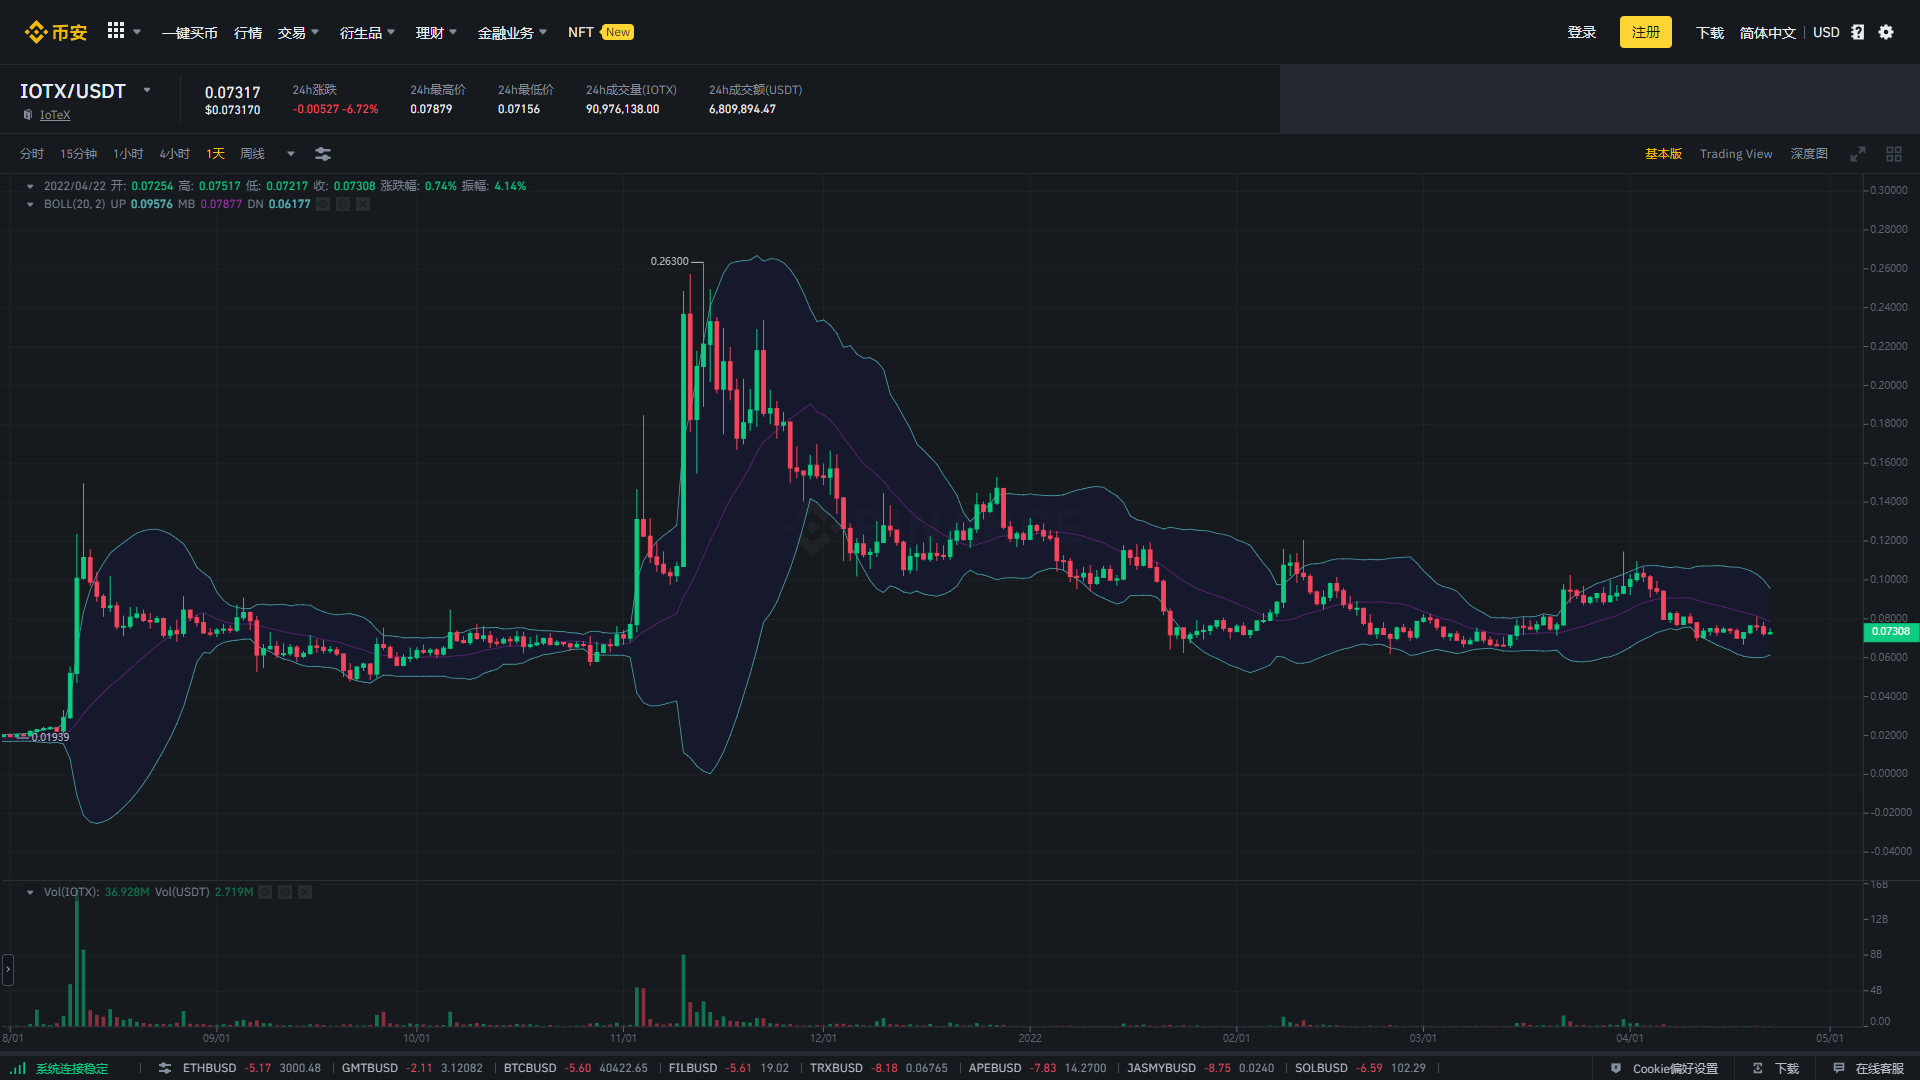 币安 一键买币 行情 交易 衍生品 理财 金融业务 NFT New 登录 注册 下载 简体中文 USD
IOTX/USDT
IoTeX
0.07317
$0.073170
24h涨跌
-0.00527 -6.72%
24h最高价
0.07879
24h最低价
0.07156
24h成交量(IOTX)
90,976,138.00
24h成交额(USDT)
6,809,894.47
分时 15分钟 1小时 4小时 1天 周线 基本版 Trading View 深度图
2022/04/22 开: 0.07254 高: 0.07517 低: 0.07217 收: 0.07308 涨跌幅: 0.74% 振幅: 4.14%
BOLL(20, 2) UP 0.09576 MB 0.07877 DN 0.06177
0.26300
0.01939
0.30000
0.28000
0.26000
0.24000
0.22000
0.20000
0.18000
0.16000
0.14000
0.12000
0.10000
0.08000
0.07308
0.06000
0.04000
0.02000
0.00000
-0.02000
-0.04000
Vol(IOTX): 36.928M Vol(USDT) 2.719M
16B
12B
8B
4B
0.00
8/01 09/01 10/01 11/01 12/01 2022 02/01 03/01 04/01 05/01
系统连接稳定 ETHBUSD -5.17 3000.48 GMTBUSD -2.11 3.12082 BTCBUSD -5.60 40422.65 FILBUSD -5.61 19.02 TRXBUSD -8.18 0.06765 APEBUSD -7.83 14.2700 JASMYBUSD -8.75 0.0240 SOLBUSD -6.59 102.29 Cookie偏好设置 下载 在线客服